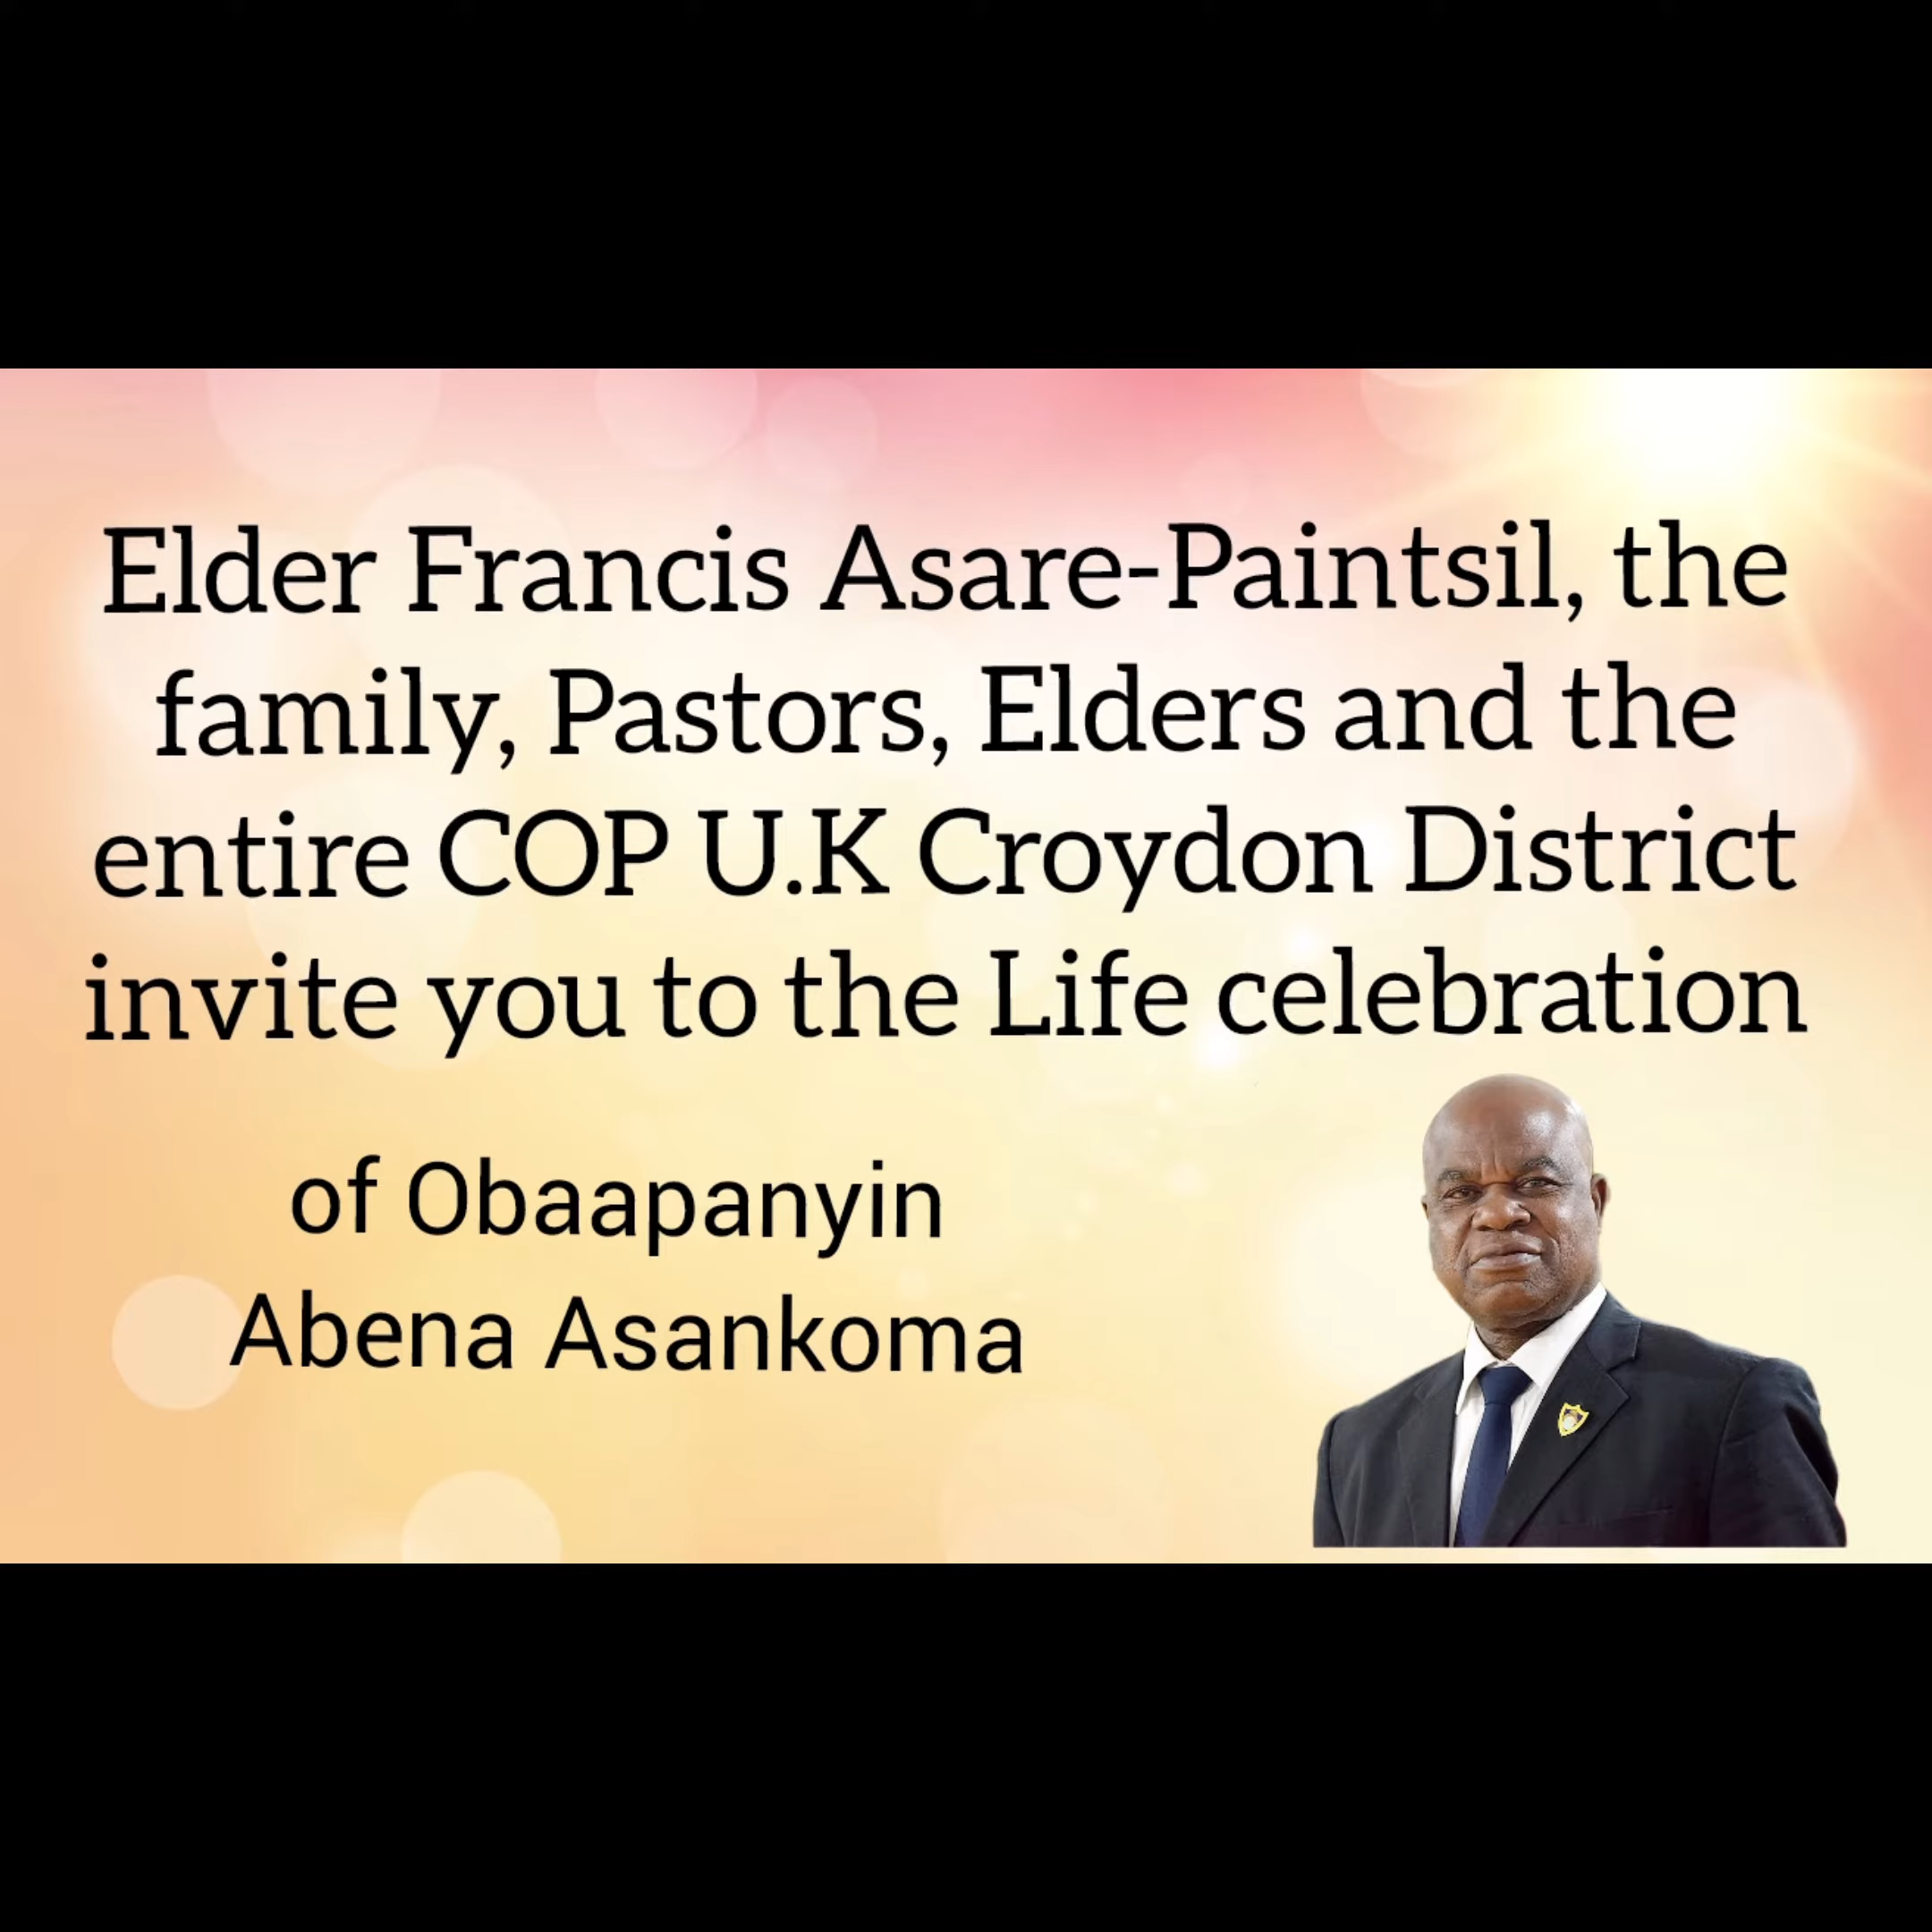 Elder Francis Asare-Paintsil, the
family, Pastors, Elders and the
entire COP U.K Croydon District
invite you to the Life celebration
of Obaapanyin
Abena Asankoma